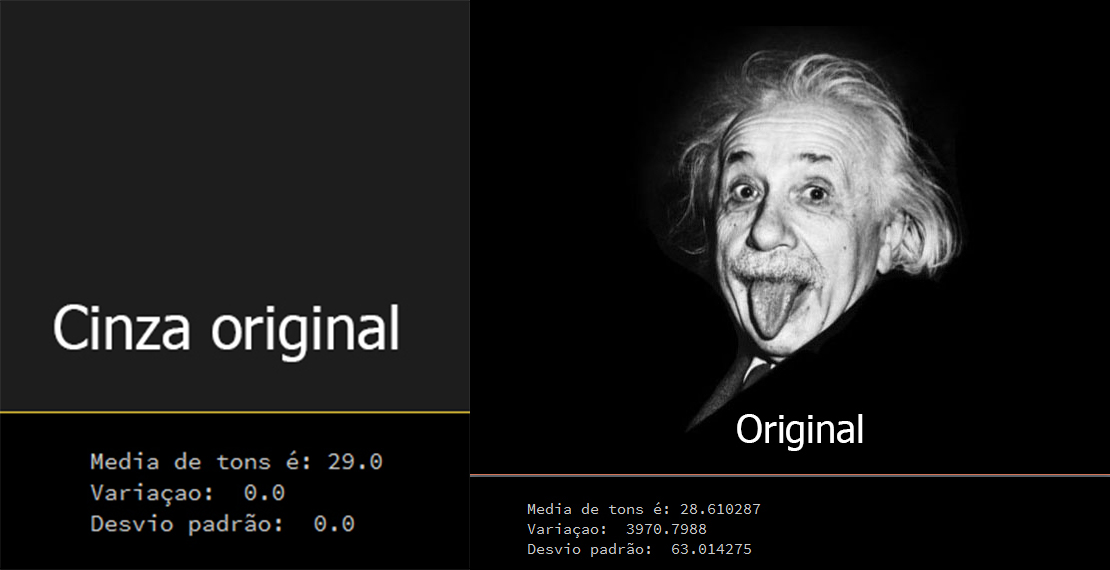 Cinza original
Media de tons é: 29.0
Variaçao:  0.0
Desvio padrão:  0.0
Original
Media de tons é: 28.610287
Variaçao:  3970.7988
Desvio padrão:  63.014275